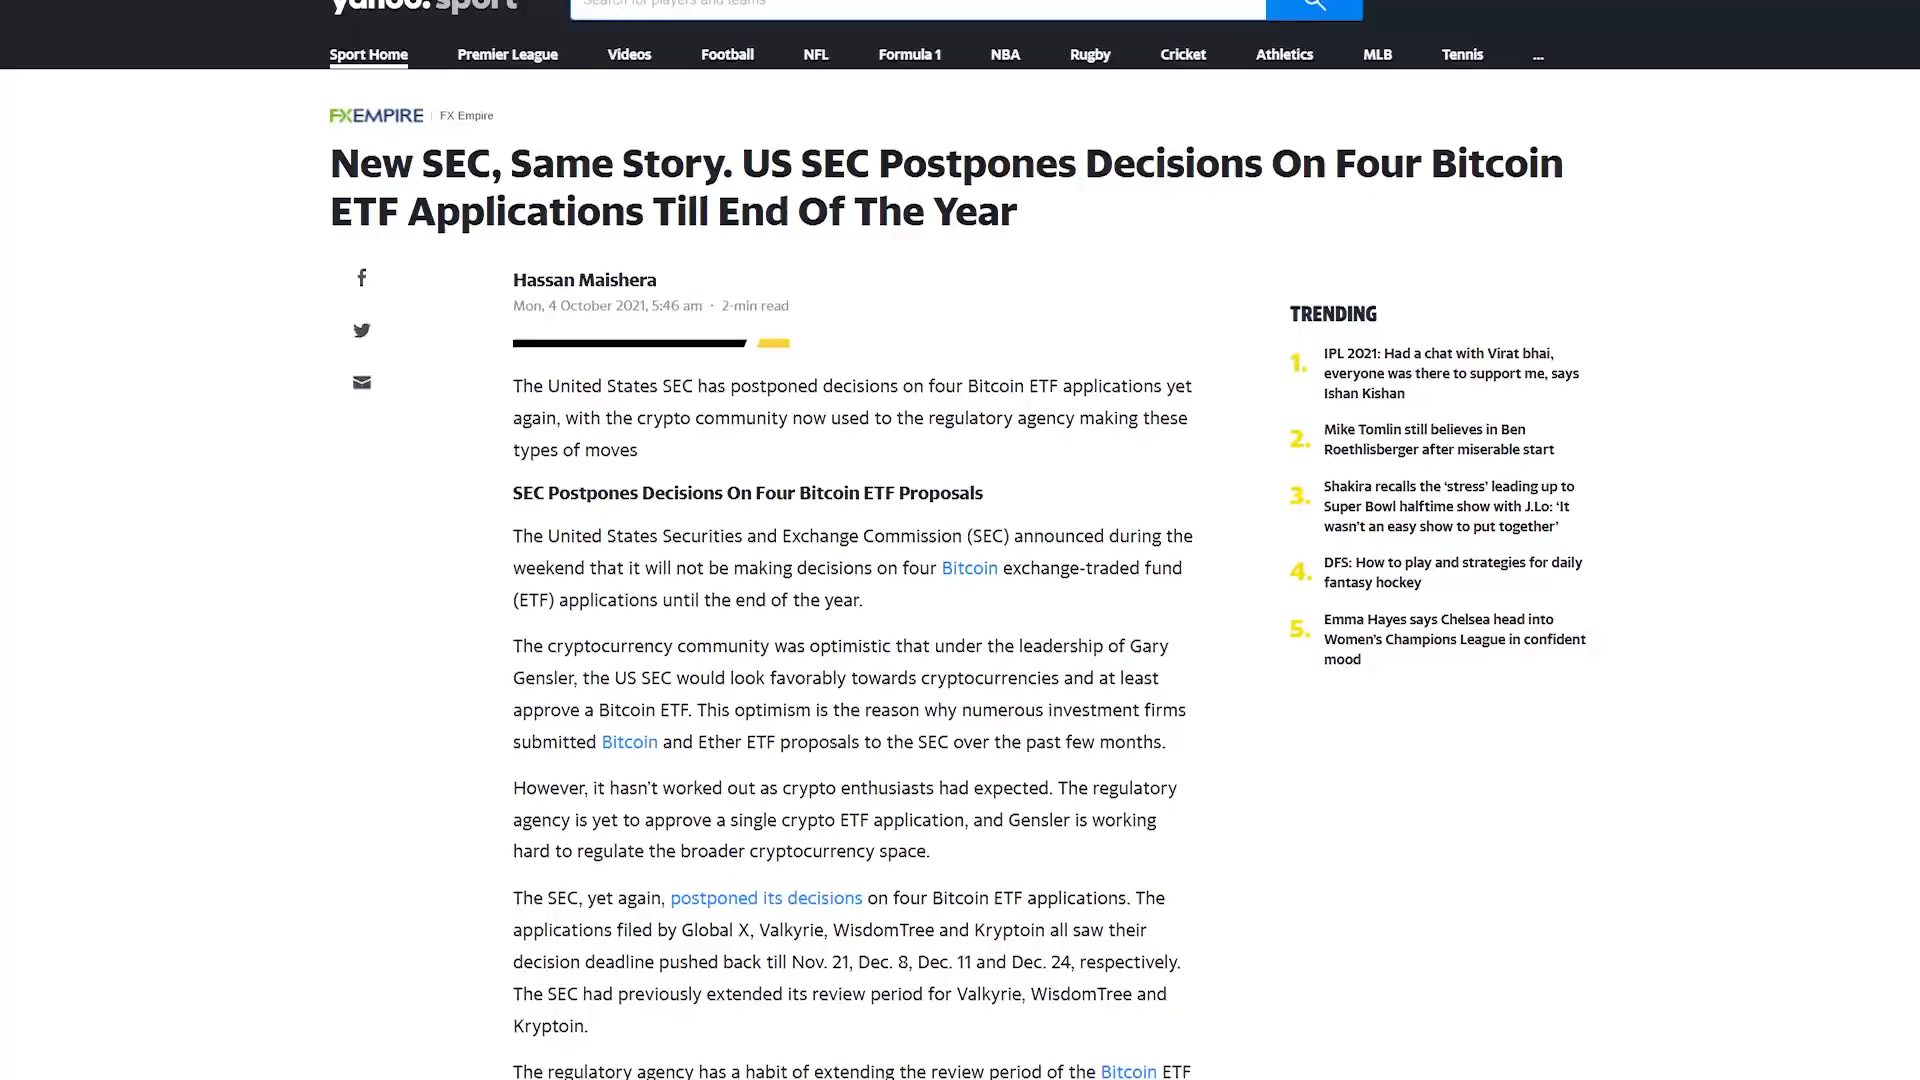 yahoo! sport
Search for players and teams
Sport Home Premier League Videos Football NFL Formula 1 NBA Rugby Cricket Athletics MLB Tennis ...
FXEMPIRE FX Empire
New SEC, Same Story. US SEC Postpones Decisions On Four Bitcoin
ETF Applications Till End Of The Year
Hassan Maishera
Mon, 4 October 2021, 5:46 am · 2-min read
The United States SEC has postponed decisions on four Bitcoin ETF applications yet
again, with the crypto community now used to the regulatory agency making these
types of moves
SEC Postpones Decisions On Four Bitcoin ETF Proposals
The United States Securities and Exchange Commission (SEC) announced during the
weekend that it will not be making decisions on four Bitcoin exchange-traded fund
(ETF) applications until the end of the year.
The cryptocurrency community was optimistic that under the leadership of Gary
Gensler, the US SEC would look favorably towards cryptocurrencies and at least
approve a Bitcoin ETF. This optimism is the reason why numerous investment firms
submitted Bitcoin and Ether ETF proposals to the SEC over the past few months.
However, it hasn't worked out as crypto enthusiasts had expected. The regulatory
agency is yet to approve a single crypto ETF application, and Gensler is working
hard to regulate the broader cryptocurrency space.
The SEC, yet again, postponed its decisions on four Bitcoin ETF applications. The
applications filed by Global X, Valkyrie, WisdomTree and Kryptoin all saw their
decision deadline pushed back till Nov. 21, Dec. 8, Dec. 11 and Dec. 24, respectively.
The SEC had previously extended its review period for Valkyrie, WisdomTree and
Kryptoin.
The regulatory agency has a habit of extending the review period of the Bitcoin ETF
TRENDING
1. IPL 2021: Had a chat with Virat bhai,
everyone was there to support me, says
Ishan Kishan
2. Mike Tomlin still believes in Ben
Roethlisberger after miserable start
3. Shakira recalls the ‘stress’ leading up to
Super Bowl halftime show with J.Lo: ‘It
wasn’t an easy show to put together’
4. DFS: How to play and strategies for daily
fantasy hockey
5. Emma Hayes says Chelsea head into
Women’s Champions League in confident
mood